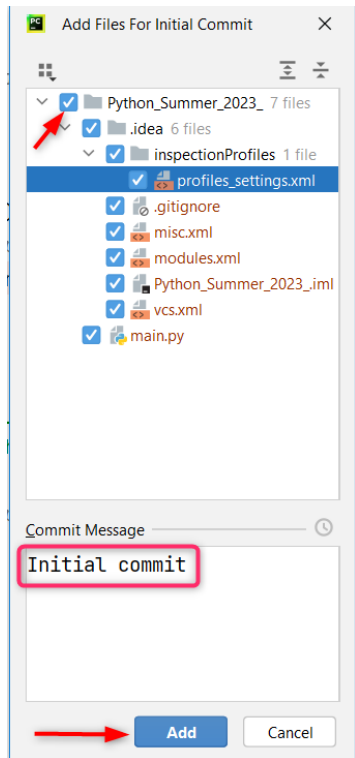 PC Add Files For Initial Commit
Python_Summer_2023_ 7 files
.idea 6 files
inspectionProfiles 1 file
profiles_settings.xml
.gitignore
misc.xml
modules.xml
Python_Summer_2023_.iml
vcs.xml
main.py
Commit Message
Initial commit
Add Cancel